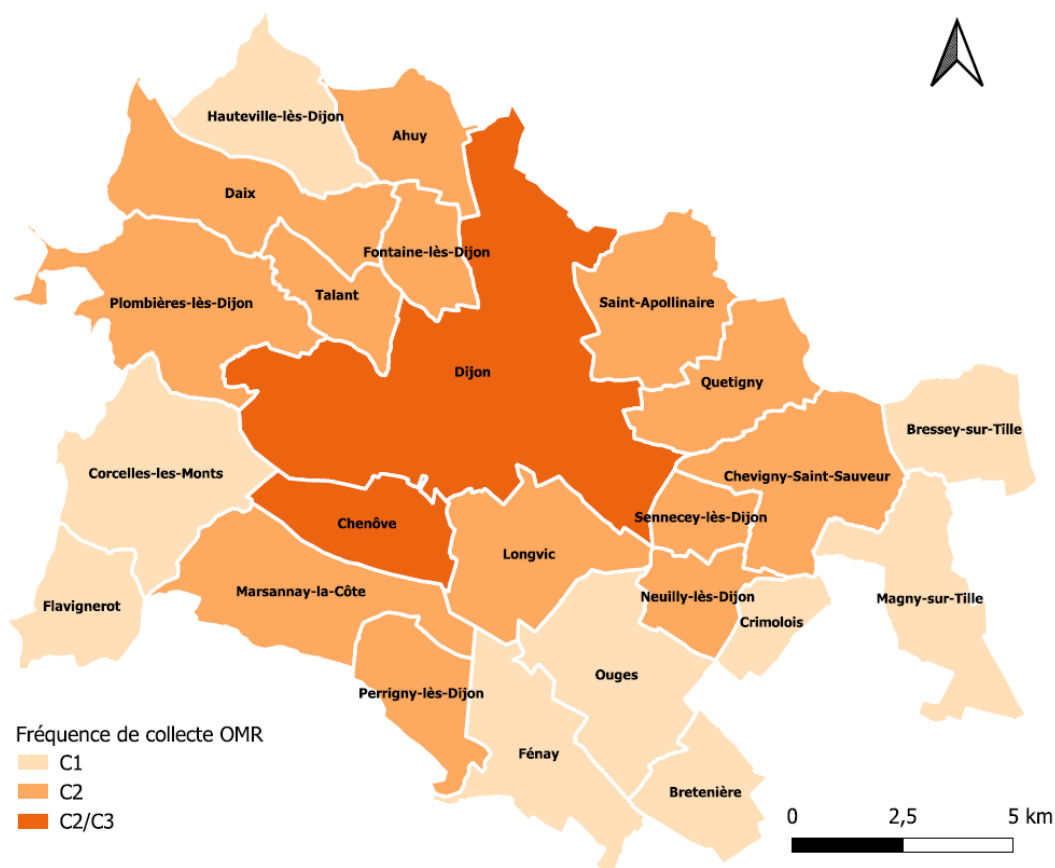 Hauteville-lès-Dijon
Ahuy
Daix
Fontaine-lès-Dijon
Talant
Plombières-lès-Dijon
Saint-Apollinaire
Dijon
Quetigny
Bressey-sur-Tille
Corcelles-les-Monts
Chevigny-Saint-Sauveur
Chenôve
Sennecey-lès-Dijon
Longvic
Marsannay-la-Côte
Neuilly-lès-Dijon
Magny-sur-Tille
Flavignerot
Crimolois
Ouges
Perrigny-lès-Dijon
Fénay
Bretenière
Fréquence de collecte OMR
C1
C2
C2/C3
0 2,5 5 km